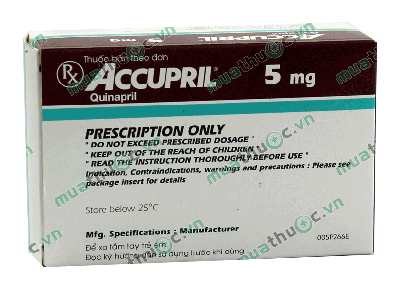 Thuốc bán theo đơn
Rx ACCUPRIL® 5 mg
Quinapril
PRESCRIPTION ONLY
" DO NOT EXCEED PRESCRIBED DOSAGE "
" KEEP OUT OF THE REACH OF CHILDREN "
" READ THE INSTRUCTION THOROUGHLY BEFORE USE "
Indication, Contraindications, warnings and precautions : Please see
package insert for details
Store below 25°C
Mfg. Specifications : Manufacturer
Để xa tầm tay trẻ em.
Đọc kỹ hướng dẫn sử dụng trước khi dùng
005P266E
muathuốc.vn